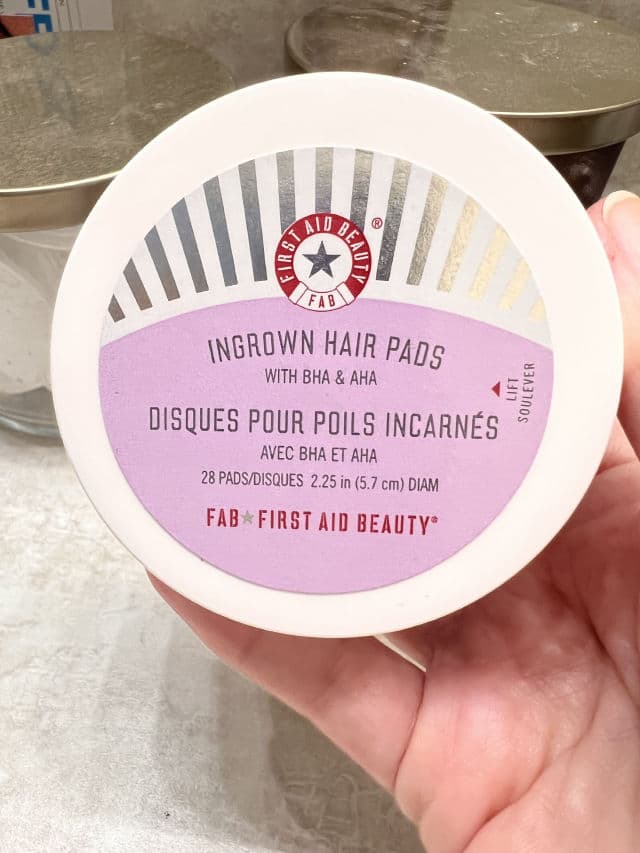 FIRST AID BEAUTY®
FAB
INGROWN HAIR PADS
WITH BHA & AHA
LIFT
SOULEVER
DISQUES POUR POILS INCARNÉS
AVEC BHA ET AHA
28 PADS/DISQUES 2.25 in (5.7 cm) DIAM
FAB★FIRST AID BEAUTY®